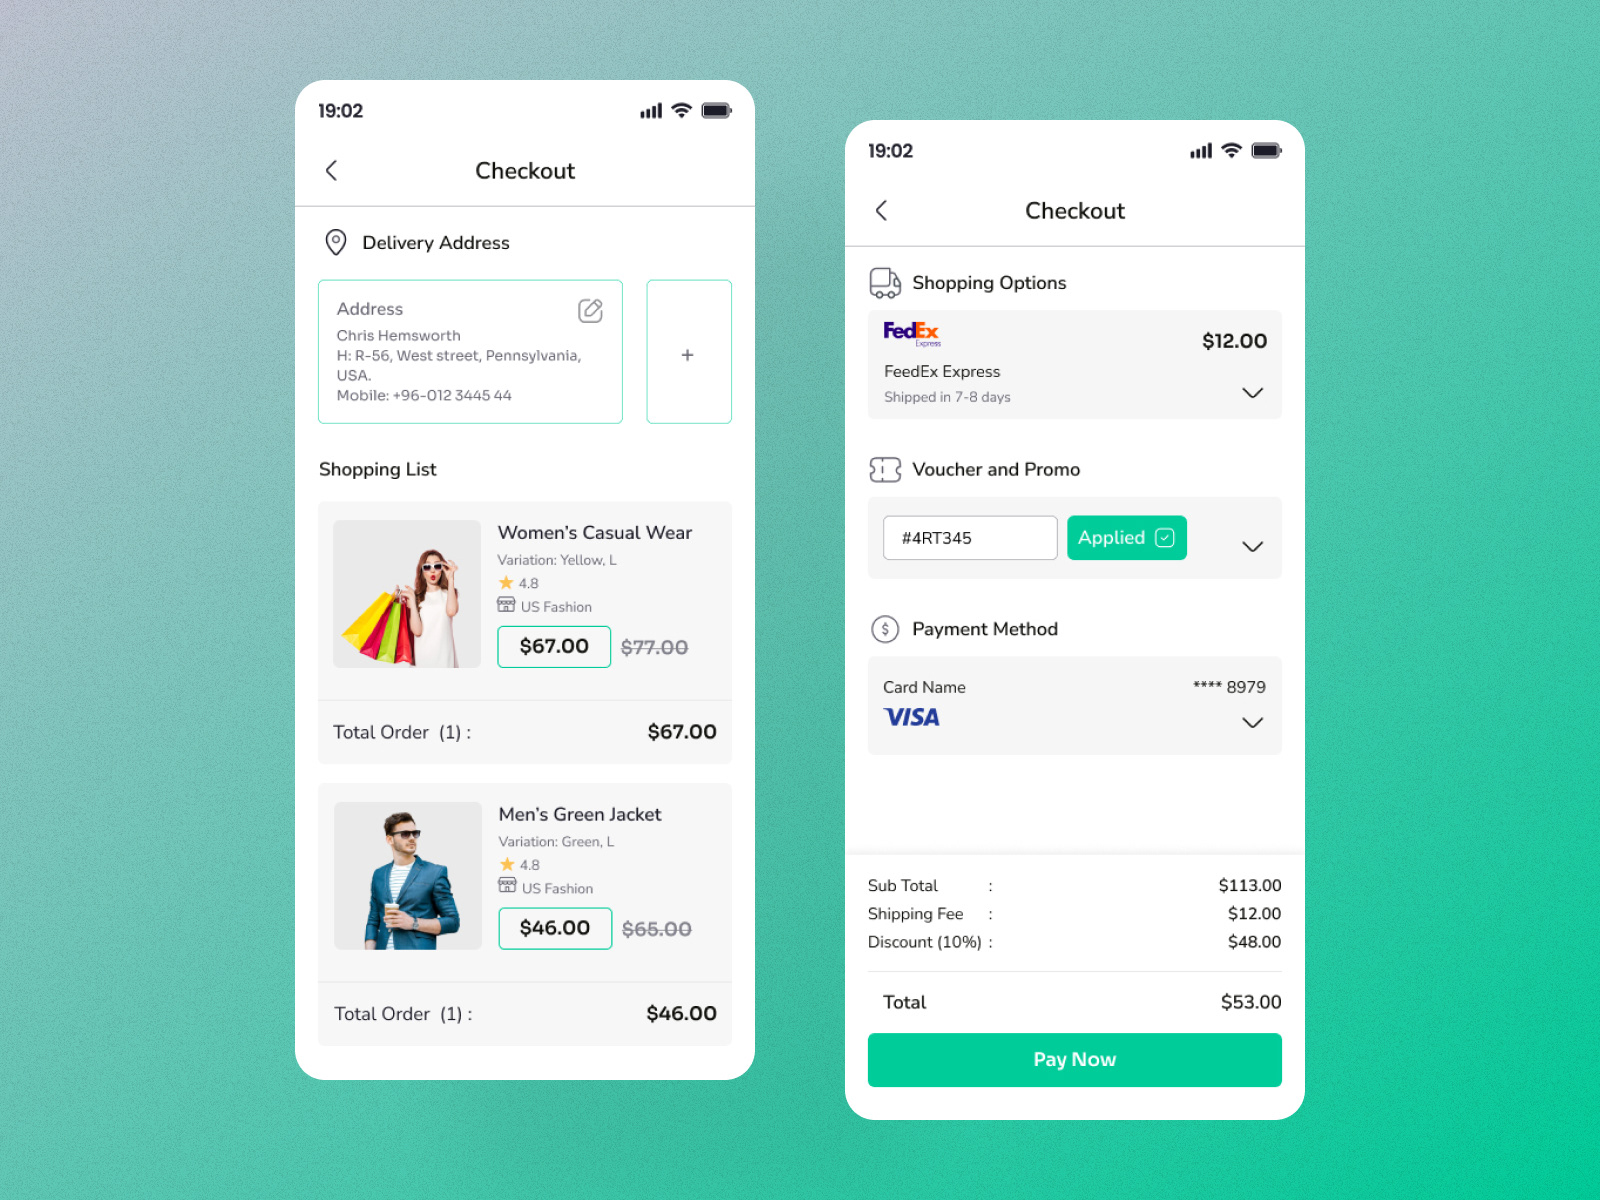 19:02
Checkout
Delivery Address
Address
Chris Hemsworth
H: R-56, West street, Pennsylvania,
USA.
Mobile: +96-012 3445 44
+
Shopping List
Women's Casual Wear
Variation: Yellow, L
4.8
US Fashion
$67.00 $77.00
Total Order (1) : $67.00
Men's Green Jacket
Variation: Green, L
4.8
US Fashion
$46.00 $65.00
Total Order (1) : $46.00
19:02
Checkout
Shopping Options
FedEx
Express
$12.00
FeedEx Express
Shipped in 7-8 days
Voucher and Promo
#4RT345 Applied
$ Payment Method
Card Name **** 8979
VISA
Sub Total : $113.00
Shipping Fee : $12.00
Discount (10%) : $48.00
Total $53.00
Pay Now